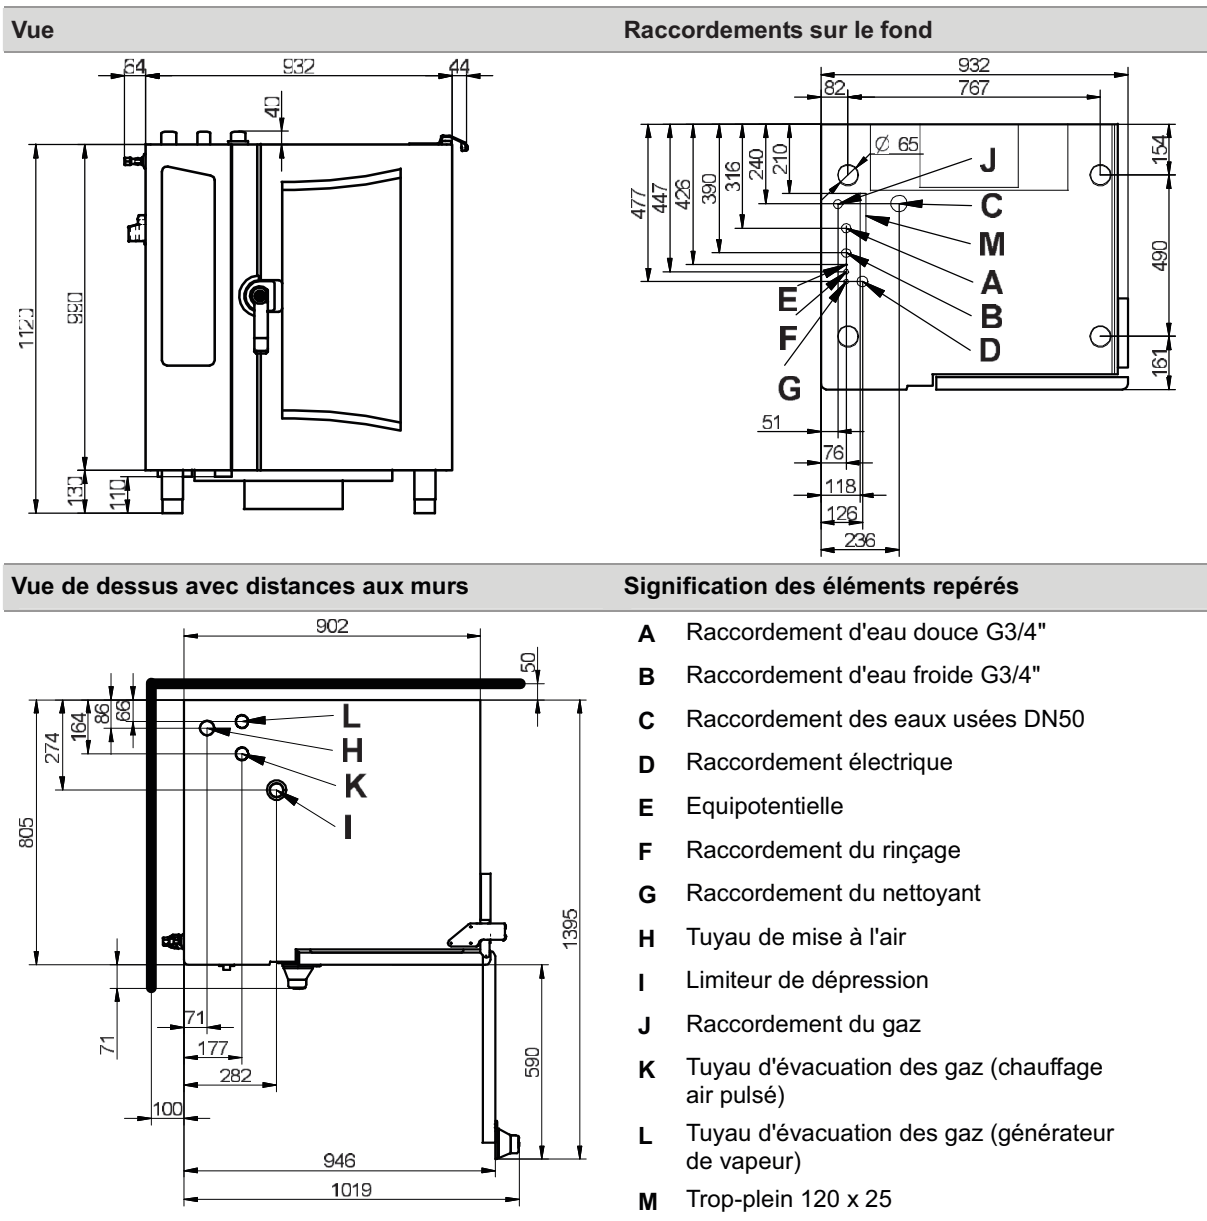 Vue
Raccordements sur le fond
64
932
44
40
1120
990
130
110
932
82
767
Ø 65
154
490
161
477
447
426
390
316
240
210
J
C
M
A
B
D
E
F
G
51
76
118
126
236
Vue de dessus avec distances aux murs
Signification des éléments repérés
902
50
66
86
164
274
805
L
H
K
I
1395
590
71
71
177
282
100
946
1019
A Raccordement d'eau douce G3/4"
B Raccordement d'eau froide G3/4"
C Raccordement des eaux usées DN50
D Raccordement électrique
E Equipotentielle
F Raccordement du rinçage
G Raccordement du nettoyant
H Tuyau de mise à l'air
I Limiteur de dépression
J Raccordement du gaz
K Tuyau d'évacuation des gaz (chauffage
air pulsé)
L Tuyau d'évacuation des gaz (générateur
de vapeur)
M Trop-plein 120 x 25